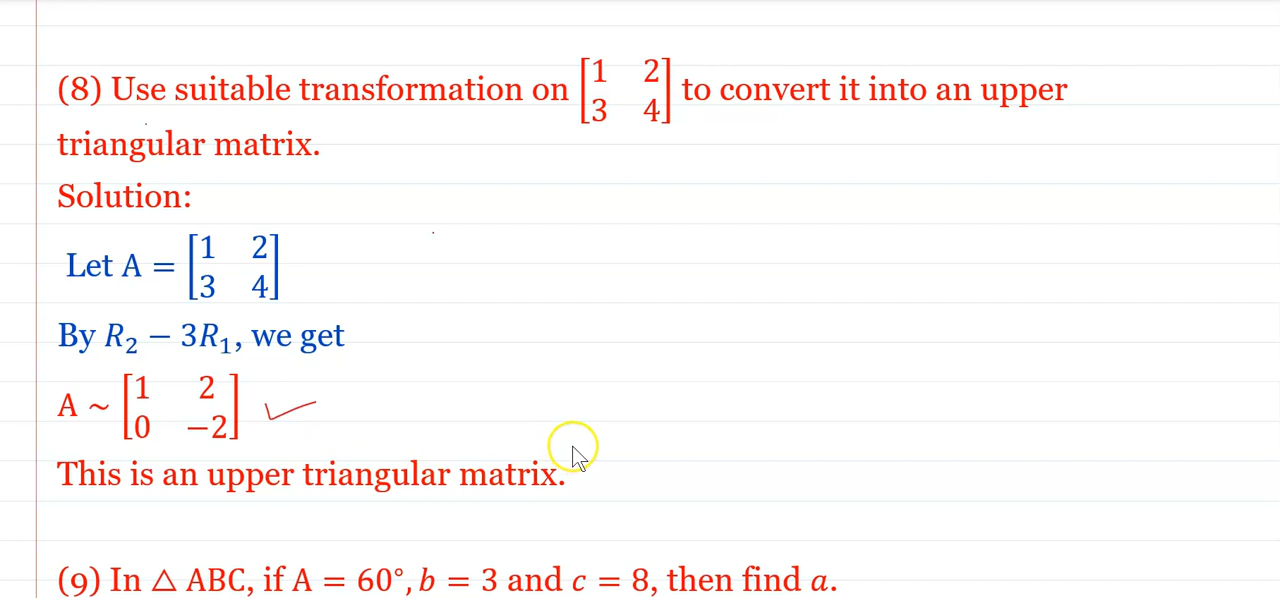 (8) Use suitable transformation on [1 2
3 4] to convert it into an upper
triangular matrix.
Solution:
Let A = [1 2
3 4]
By R₂ − 3R₁, we get
A ~ [1 2
0 −2]
This is an upper triangular matrix.
(9) In △ ABC, if A = 60°, b = 3 and c = 8, then find a.